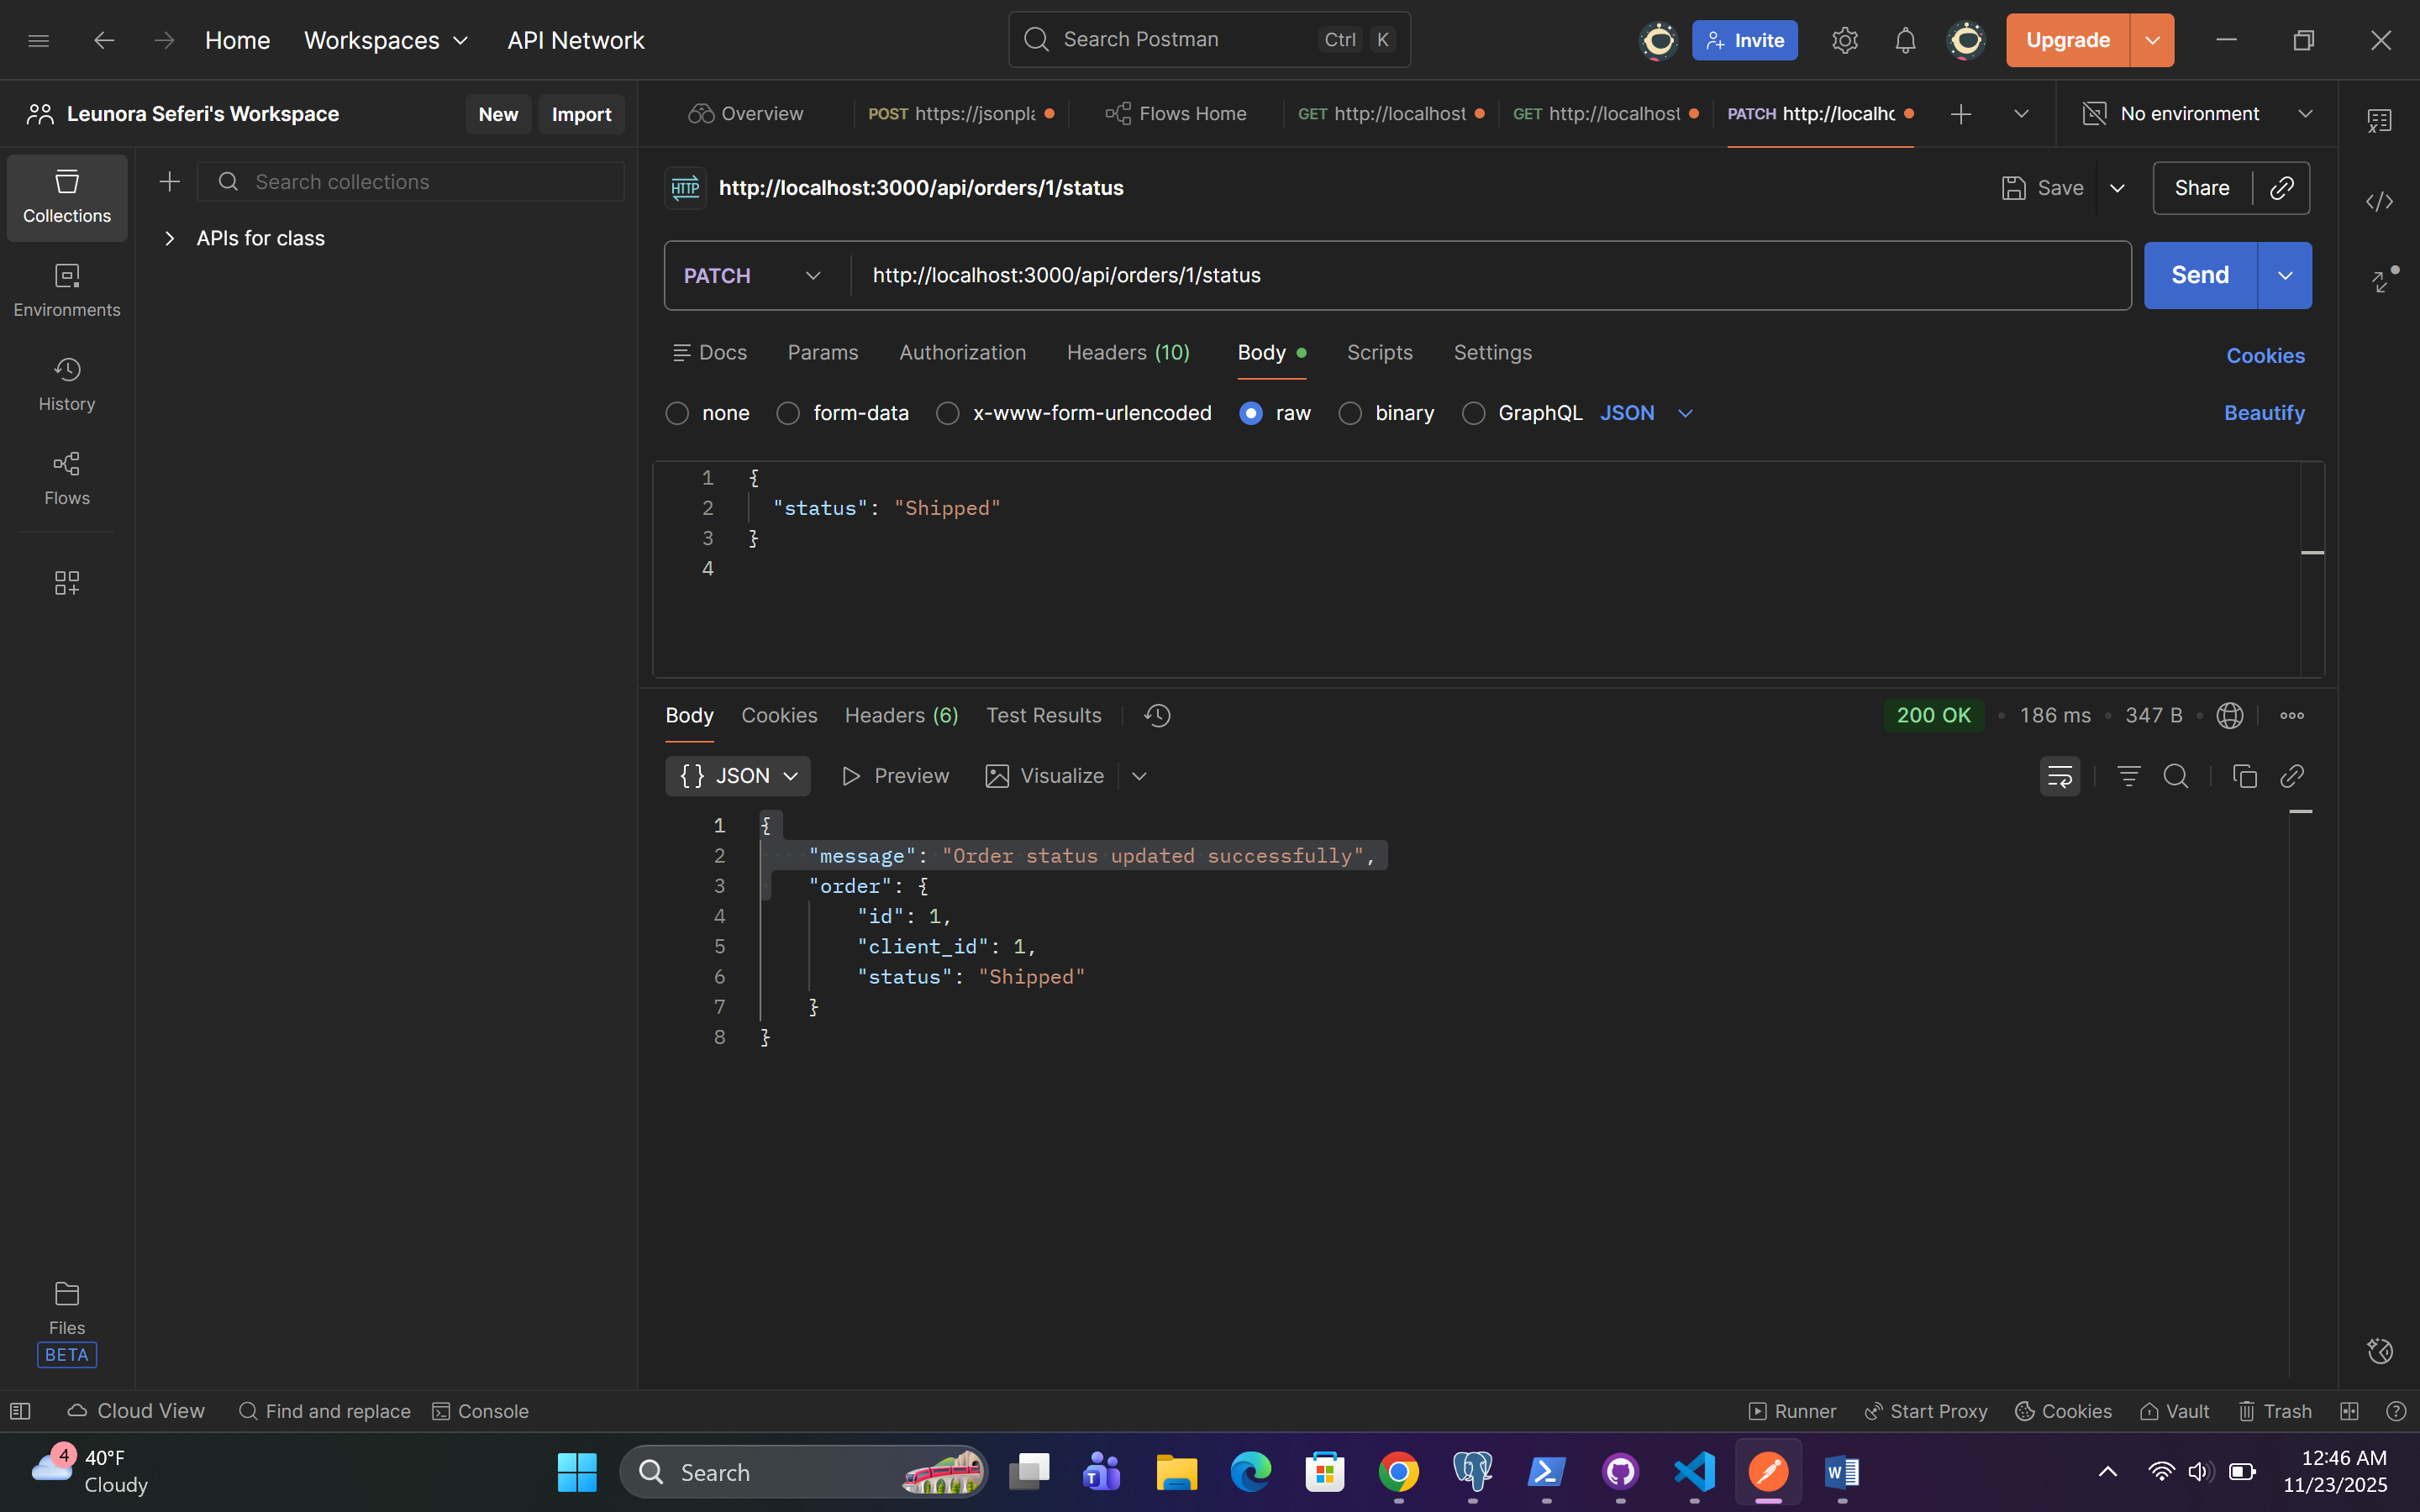 Home Workspaces API Network Search Postman Ctrl K Invite Upgrade
Leunora Seferi's Workspace New Import Overview POST https://jsonpla Flows Home GET http://localhost GET http://localhost PATCH http://localhc No environment
Collections
Search collections
APIs for class
Environments
History
Flows
Files
BETA
HTTP http://localhost:3000/api/orders/1/status Save Share
PATCH http://localhost:3000/api/orders/1/status Send
Docs Params Authorization Headers (10) Body Scripts Settings Cookies
none form-data x-www-form-urlencoded raw binary GraphQL JSON Beautify
1 {
2 "status": "Shipped"
3 }
4
Body Cookies Headers (6) Test Results 200 OK 186 ms 347 B
{} JSON Preview Visualize
1 {
2 "message": "Order status updated successfully",
3 "order": {
4 "id": 1,
5 "client_id": 1,
6 "status": "Shipped"
7 }
8 }
Cloud View Find and replace Console Runner Start Proxy Cookies Vault Trash
4 40°F
Cloudy
Search
12:46 AM
11/23/2025